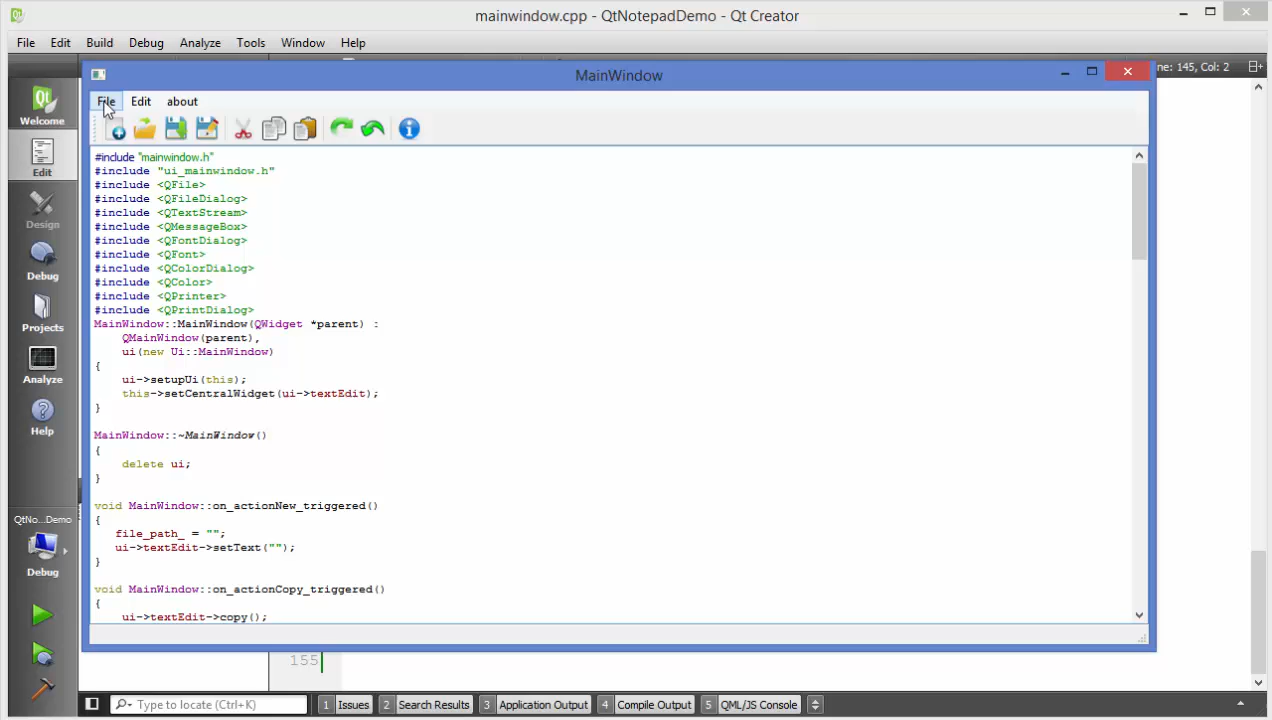 mainwindow.cpp - QtNotepadDemo - Qt Creator
File Edit Build Debug Analyze Tools Window Help
MainWindow
ne: 145, Col: 2
File Edit about
Qt
Welcome
Edit
Design
Debug
Projects
Analyze
Help
QtNo...Demo
Debug
#include "mainwindow.h"
#include "ui_mainwindow.h"
#include <QFile>
#include <QFileDialog>
#include <QTextStream>
#include <QMessageBox>
#include <QFontDialog>
#include <QFont>
#include <QColorDialog>
#include <QColor>
#include <QPrinter>
#include <QPrintDialog>
MainWindow::MainWindow(QWidget *parent) :
    QMainWindow(parent),
    ui(new Ui::MainWindow)
{
    ui->setupUi(this);
    this->setCentralWidget(ui->textEdit);
}
MainWindow::~MainWindow()
{
    delete ui;
}
void MainWindow::on_actionNew_triggered()
{
   file_path_ = "";
   ui->textEdit->setText("");
}
void MainWindow::on_actionCopy_triggered()
{
    ui->textEdit->copy();
155
Type to locate (Ctrl+K) 1 Issues 2 Search Results 3 Application Output 4 Compile Output 5 QML/JS Console